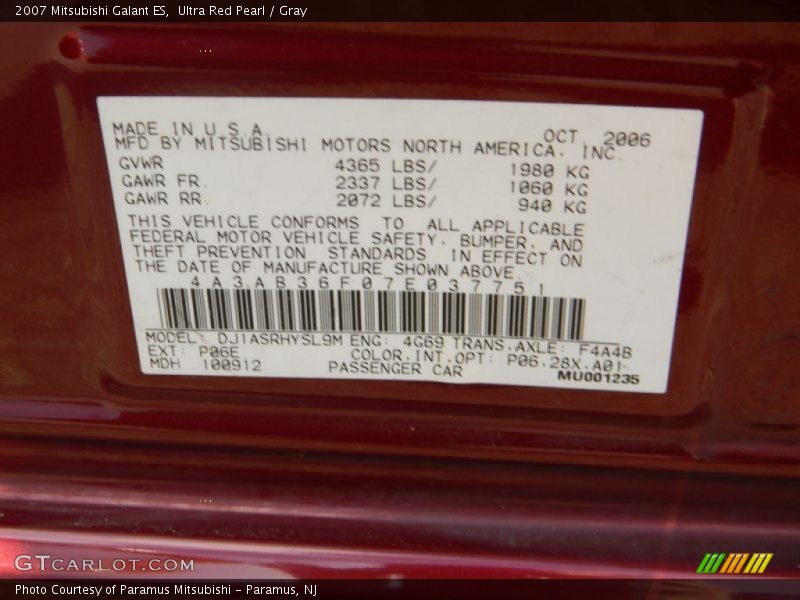 2007 Mitsubishi Galant ES,  Ultra Red Pearl / Gray
MADE IN U.S.A. OCT 2006
MFD BY MITSUBISHI MOTORS NORTH AMERICA, INC.
GVWR 4365 LBS/ 1980 KG
GAWR FR. 2337 LBS/ 1060 KG
GAWR RR. 2072 LBS/ 940 KG
THIS VEHICLE CONFORMS TO ALL APPLICABLE
FEDERAL MOTOR VEHICLE SAFETY, BUMPER, AND
THEFT PREVENTION STANDARDS IN EFFECT ON
THE DATE OF MANUFACTURE SHOWN ABOVE.
4A3AB36F07E037751
MODEL: DJ1ASRHYSL9M ENG: 4G69 TRANS.AXLE: F4A4B
EXT: P06E COLOR.INT.OPT: P06.28X.A01
MDH 100912 PASSENGER CAR
MU001235
GTCARLOT.COM
Photo Courtesy of Paramus Mitsubishi - Paramus, NJ